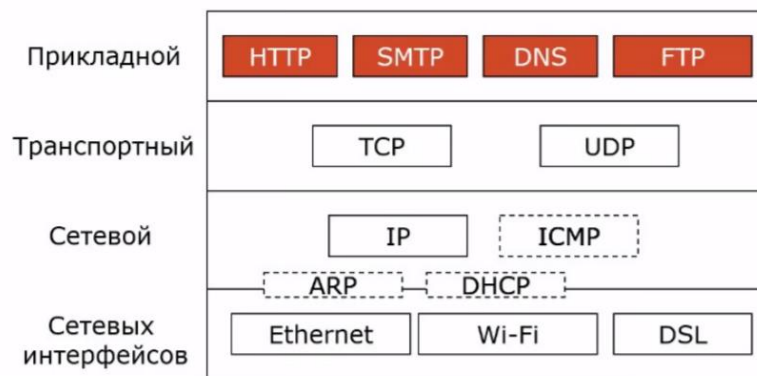 Прикладной HTTP SMTP DNS FTP
Транспортный TCP UDP
Сетевой IP ICMP
ARP DHCP
Сетевых
интерфейсов Ethernet Wi-Fi DSL